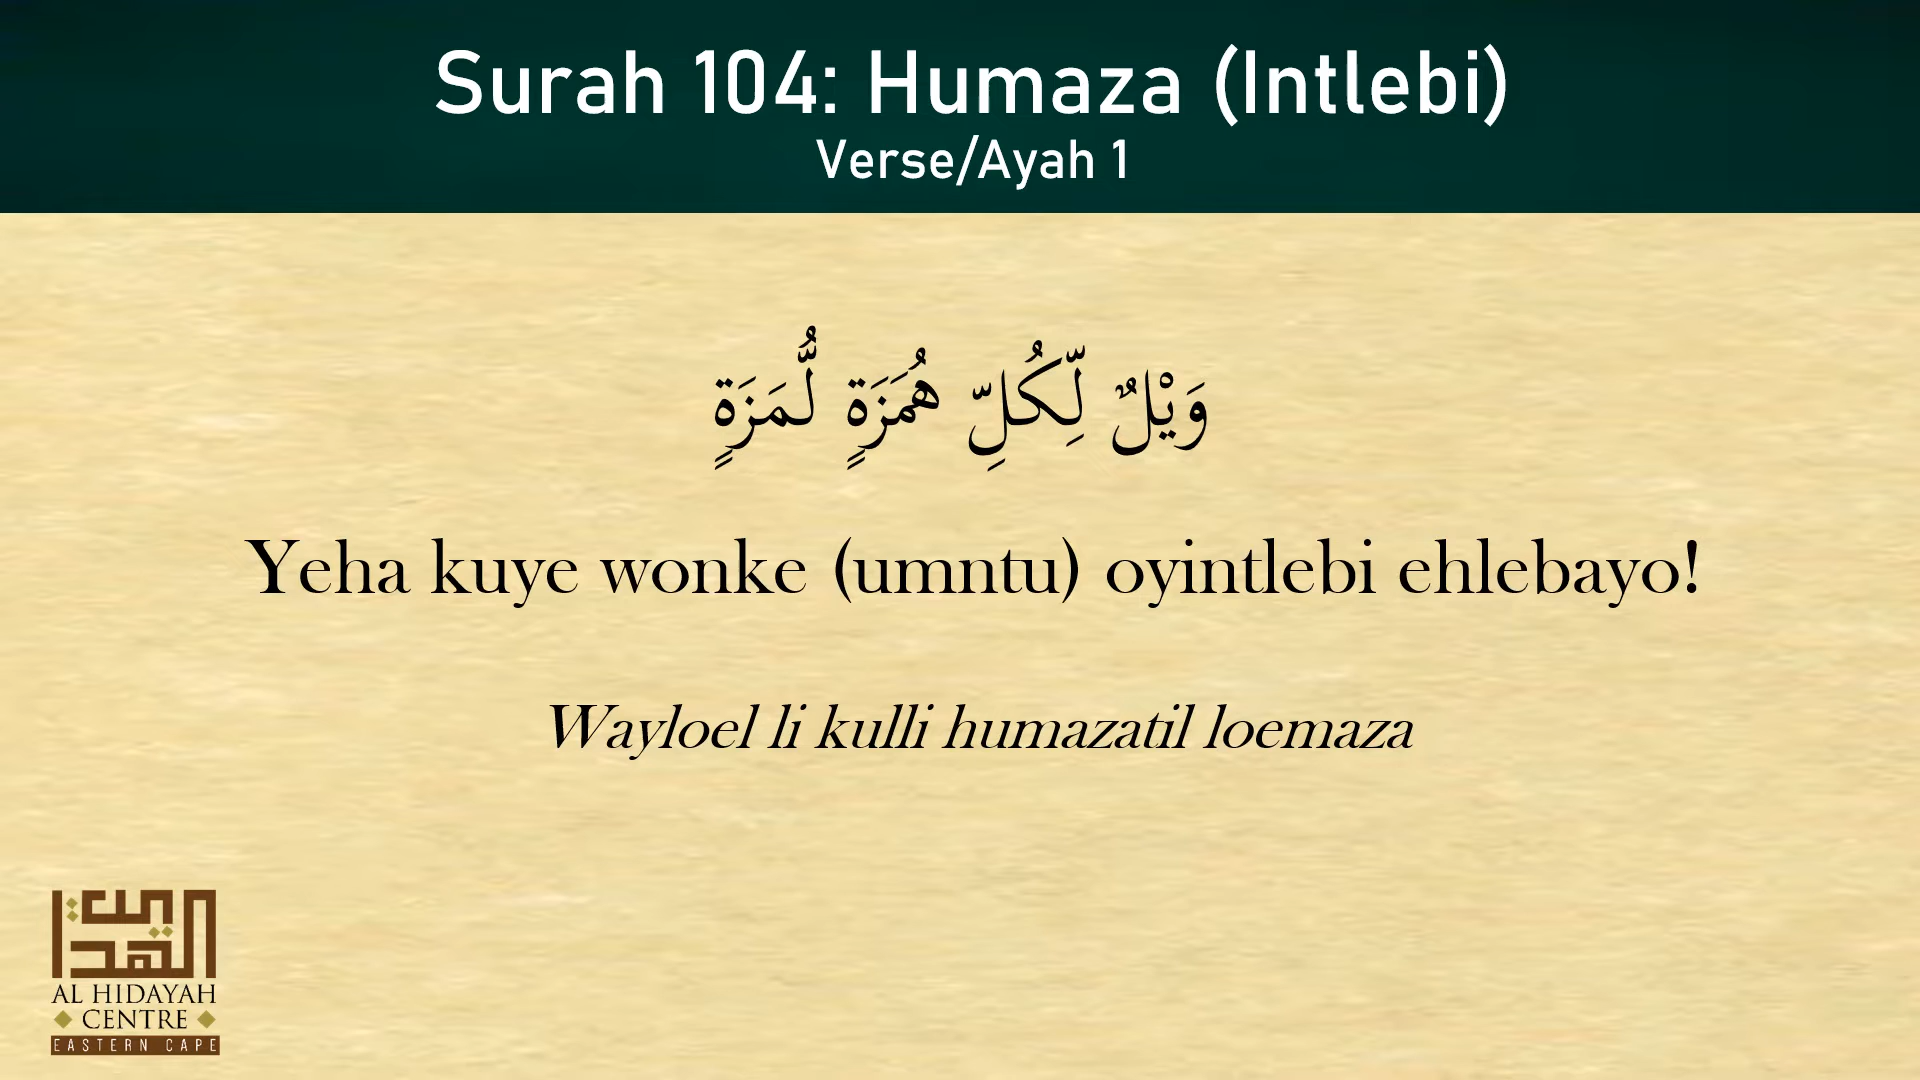 Surah 104: Humaza (Intlebi)
Verse/Ayah 1
وَيْلٌ لِّكُلِّ هُمَزَةٍ لُّمَزَةٍ
Yeha kuye wonke (umntu) oyintlebi ehlebayo!
Wayloel li kulli humazatil loemaza
الهداية
AL HIDAYAH
CENTRE
EASTERN CAPE